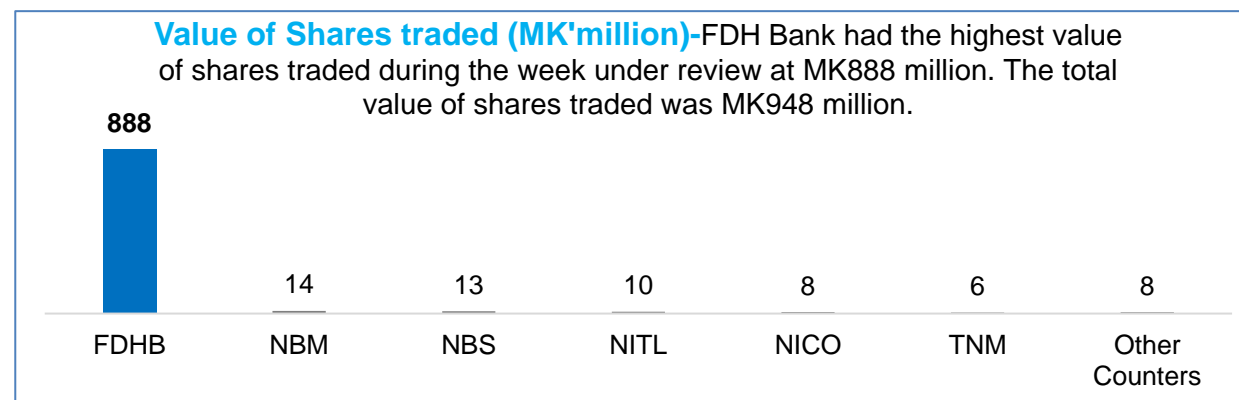 Value of Shares traded (MK'million)-FDH Bank had the highest value
of shares traded during the week under review at MK888 million. The total
value of shares traded was MK948 million.
888
14
13
10
8
6
8
FDHB
NBM
NBS
NITL
NICO
TNM
Other
Counters